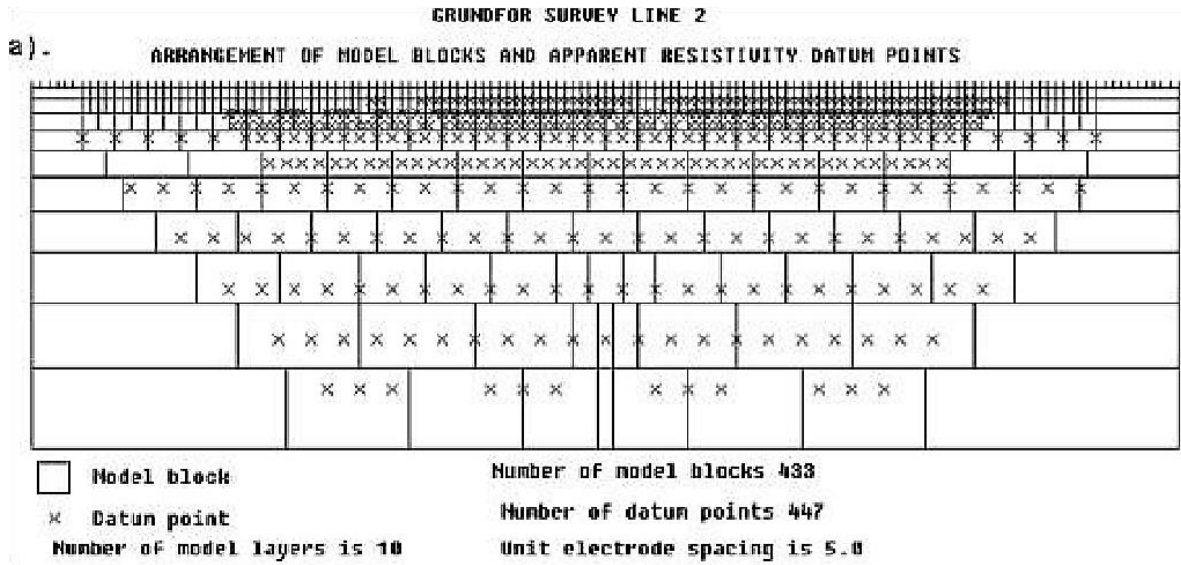 GRUNDFOR SURVEY LINE 2
a).
ARRANGEMENT OF MODEL BLOCKS AND APPARENT RESISTIVITY DATUM POINTS
Model block
Number of model blocks 433
Datum point
Number of datum points 447
Number of model layers is 10
Unit electrode spacing is 5.0